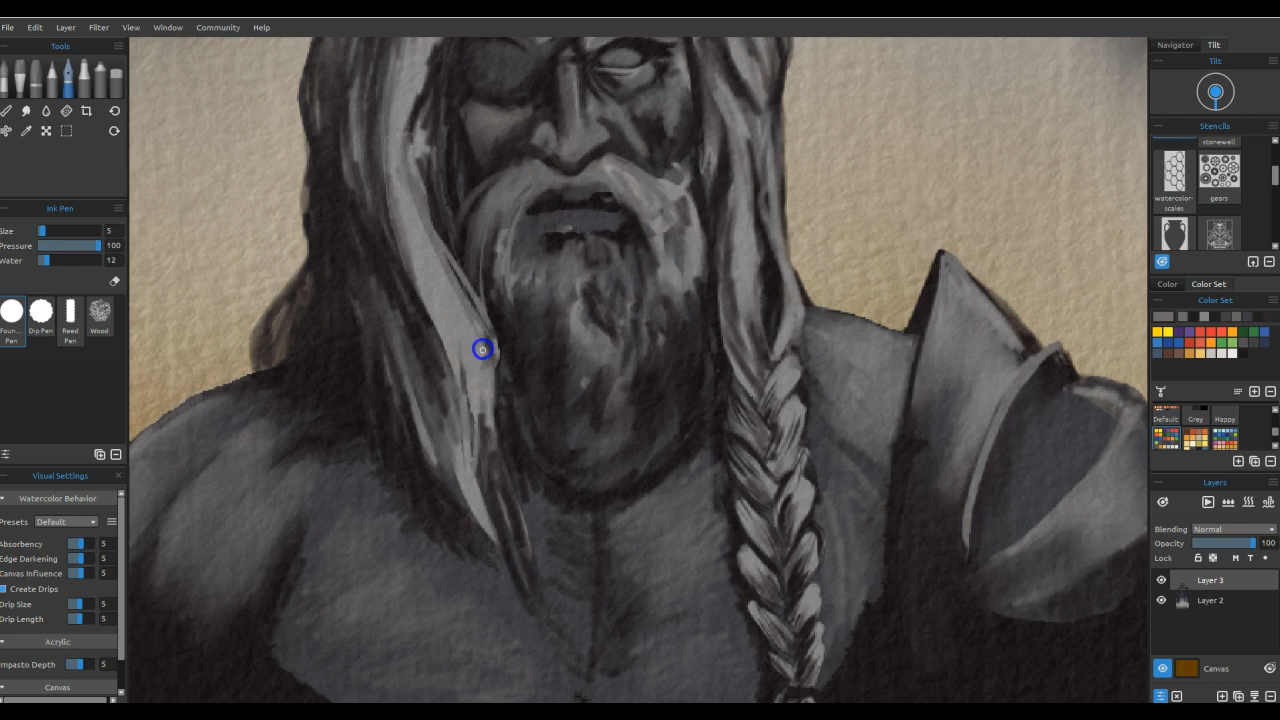 File Edit Layer Filter View Window Community Help
Tools
Ink Pen
Size 5
Pressure 100
Water 12
Foun... Pen
Dip Pen
Reed Pen
Wood
Visual Settings
Watercolor Behavior
Presets Default
Absorbency 5
Edge Darkening 5
Canvas Influence 5
Create Drips
Drip Size 5
Drip Length 5
Acrylic
Impasto Depth 5
Canvas
Navigator Tilt
Tilt
Stencils
stonewall
watercolor-scales
gears
Color Color Set
Color Set
Default Grey Happy
Layers
Blending Normal
Opacity 100
Lock M T
Layer 3
Layer 2
Canvas